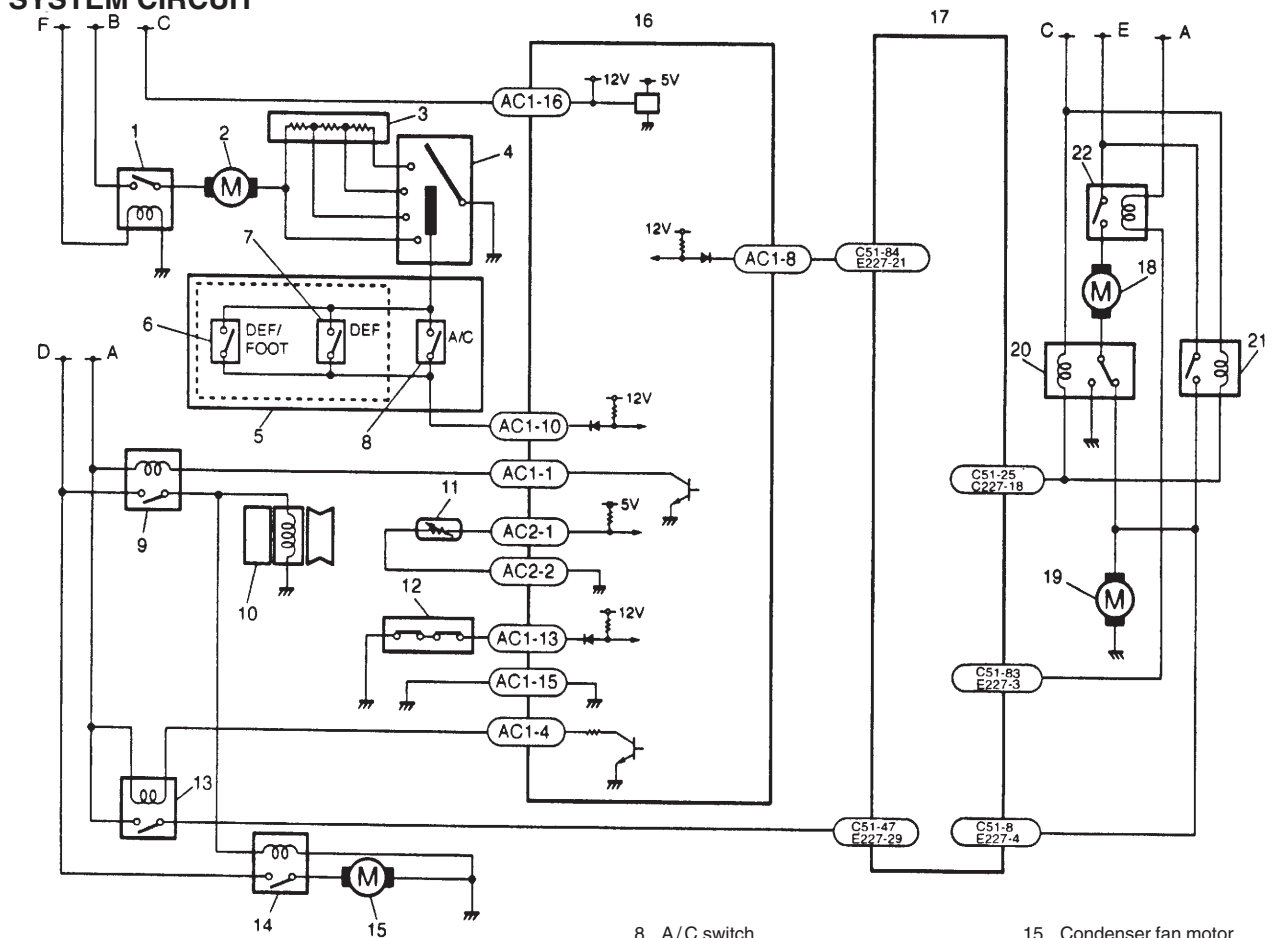 SYSTEM CIRCUIT
F B C 16 17 C E A
12V 5V
AC1-16
3
1 2 4
22
7 12V
AC1-8 C51-84
E227-21
18
6 DEF/
FOOT DEF A/C
D A 20 21
5 8 AC1-10 12V
AC1-1 C51-25
C227-18
11 5V
AC2-1
9
AC2-2
10 12 12V 19
AC1-13
AC1-15 C51-83
E227-3
AC1-4
13
C51-47
E227-29 C51-8
E227-4
14 15
M M M M
8 A/C switch 15 Condenser fan motor